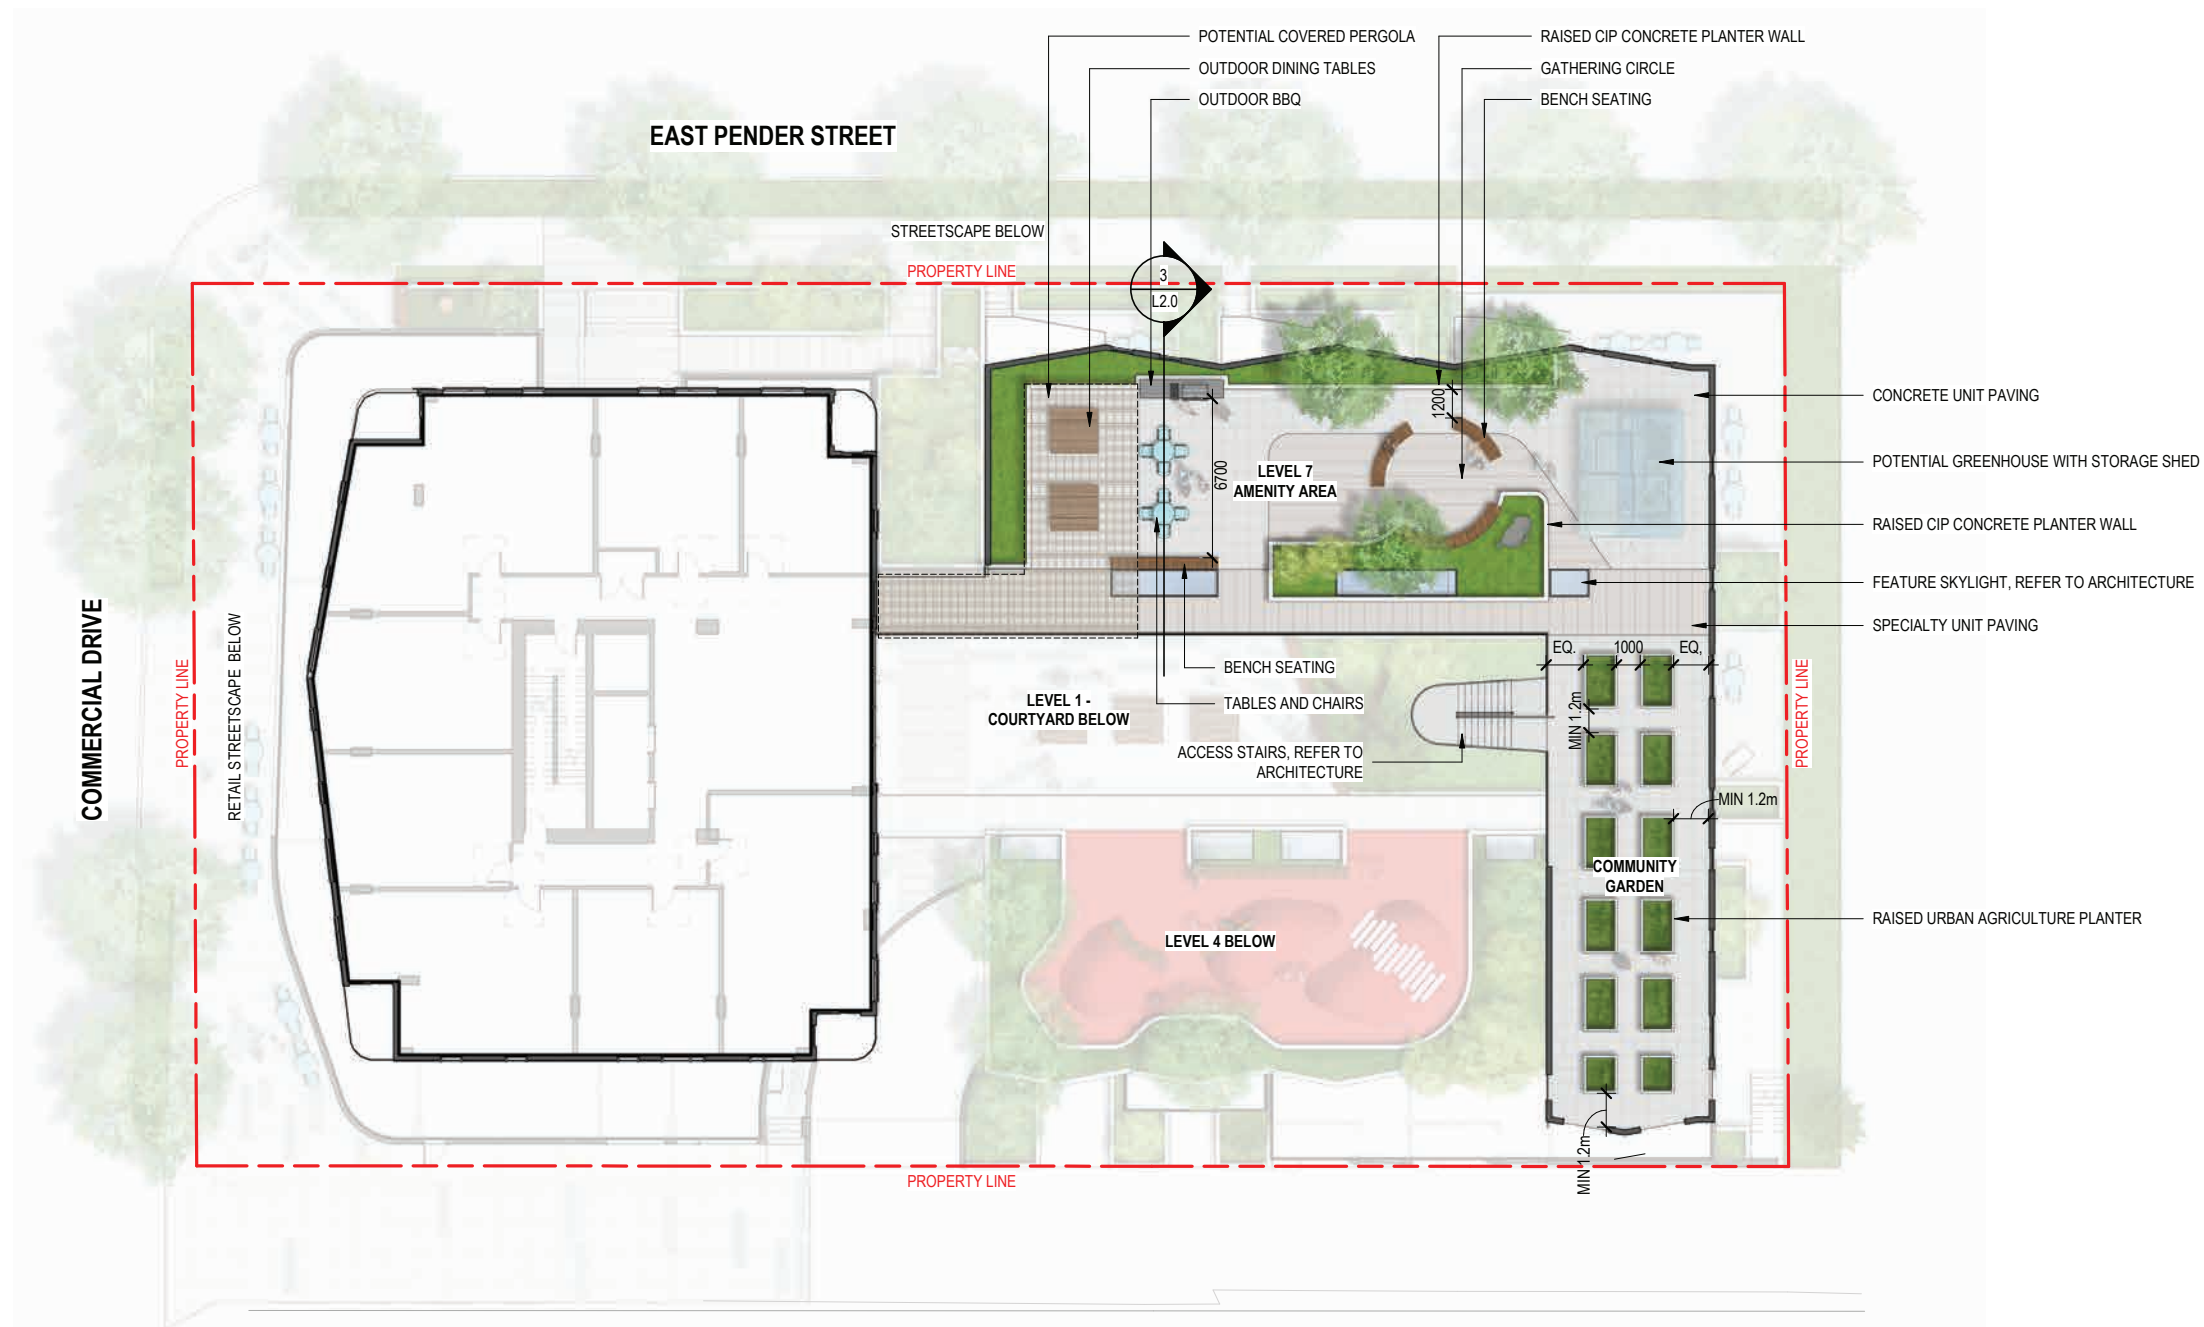 POTENTIAL COVERED PERGOLA
OUTDOOR DINING TABLES
OUTDOOR BBQ
RAISED CIP CONCRETE PLANTER WALL
GATHERING CIRCLE
BENCH SEATING
EAST PENDER STREET
STREETSCAPE BELOW
PROPERTY LINE
3
L2.0
1200
6700
LEVEL 7
AMENITY AREA
CONCRETE UNIT PAVING
POTENTIAL GREENHOUSE WITH STORAGE SHED
RAISED CIP CONCRETE PLANTER WALL
FEATURE SKYLIGHT, REFER TO ARCHITECTURE
SPECIALTY UNIT PAVING
COMMERCIAL DRIVE
PROPERTY LINE
RETAIL STREETSCAPE BELOW
EQ.
1000
EQ,
BENCH SEATING
TABLES AND CHAIRS
LEVEL 1 -
COURTYARD BELOW
ACCESS STAIRS, REFER TO
ARCHITECTURE
MIN 1.2m
PROPERTY LINE
MIN 1.2m
COMMUNITY
GARDEN
RAISED URBAN AGRICULTURE PLANTER
LEVEL 4 BELOW
MIN 1.2m
PROPERTY LINE